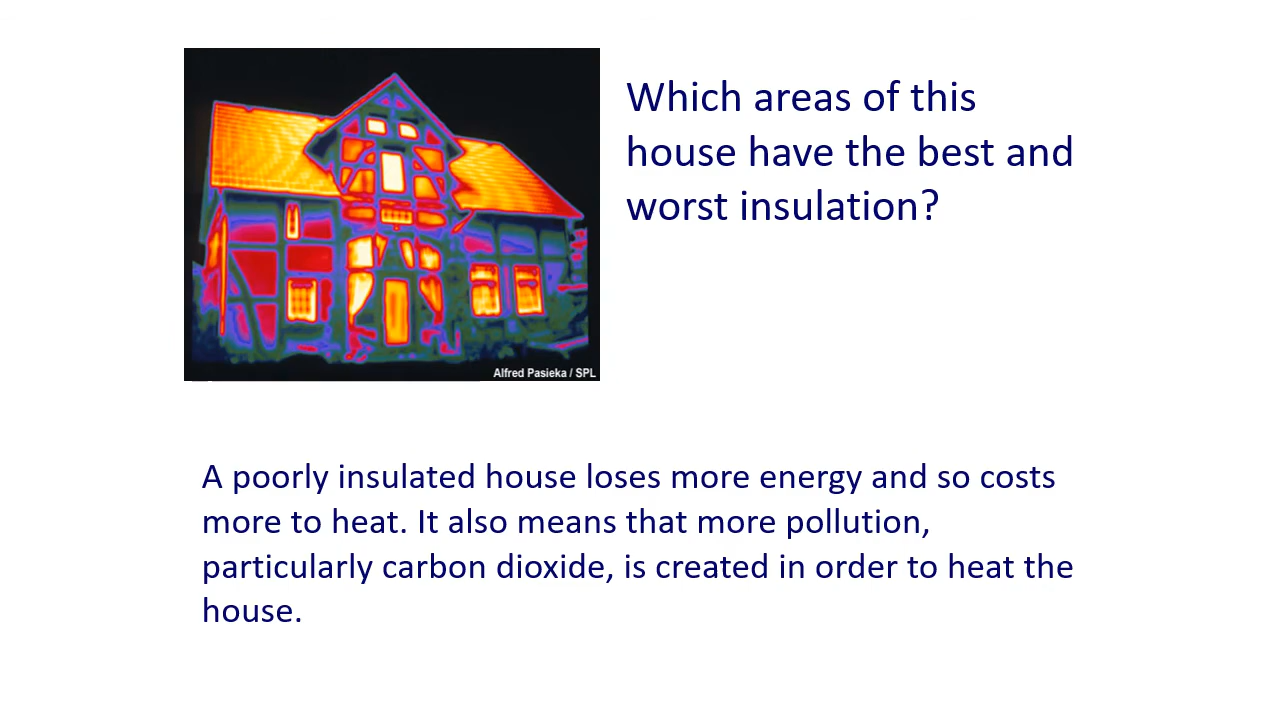 Which areas of this
house have the best and
worst insulation?
Alfred Pasieka / SPL
A poorly insulated house loses more energy and so costs
more to heat. It also means that more pollution,
particularly carbon dioxide, is created in order to heat the
house.